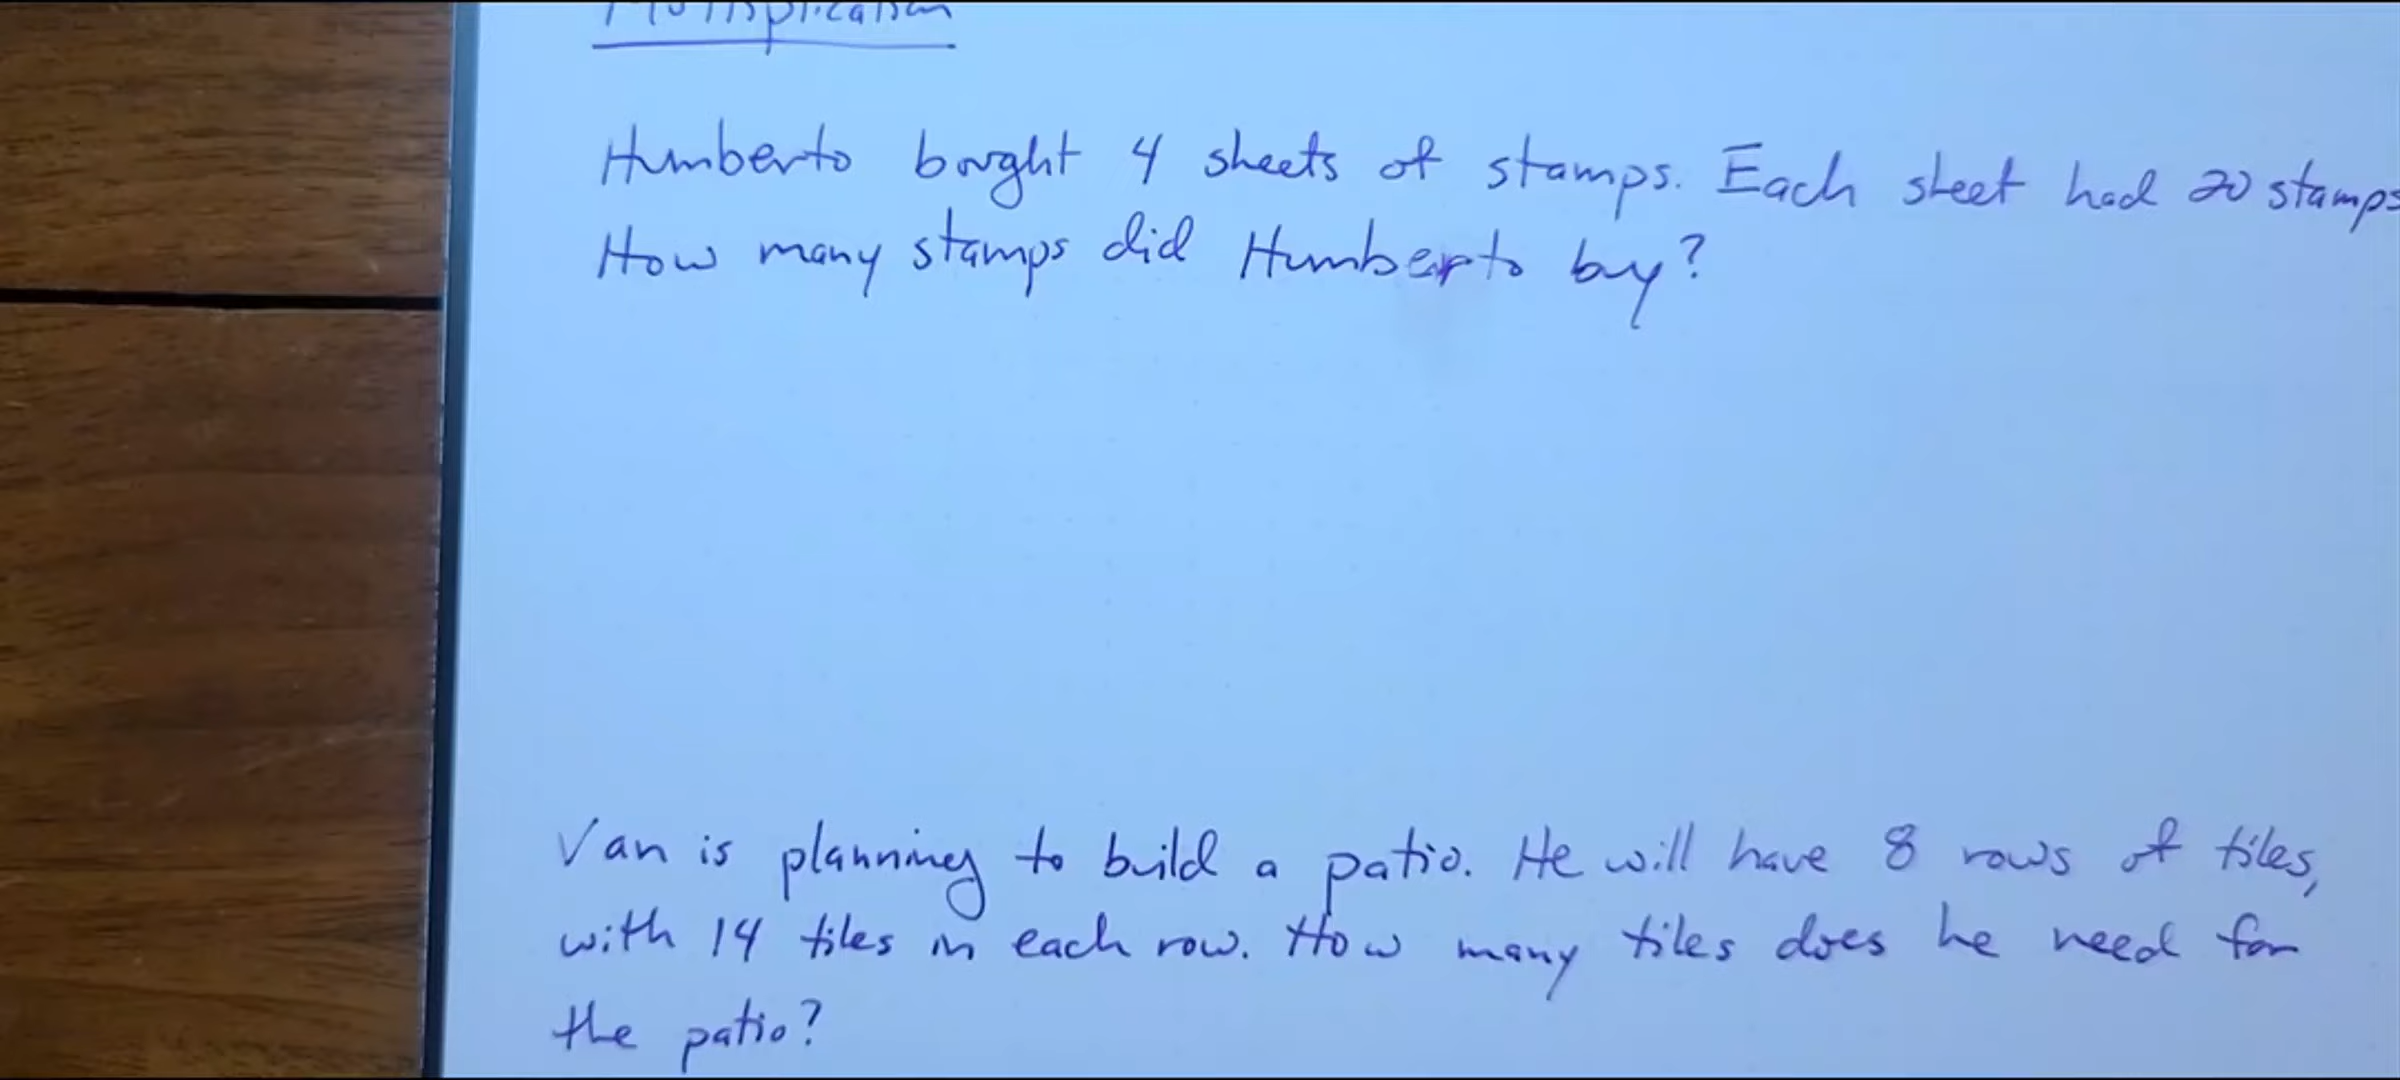 Multiplication
Humberto bought 4 sheets of stamps. Each sheet had 20 stamps
How many stamps did Humberto buy?
Van is planning to build a patio. He will have 8 rows of tiles,
with 14 tiles in each row. How many tiles does he need for
the patio?